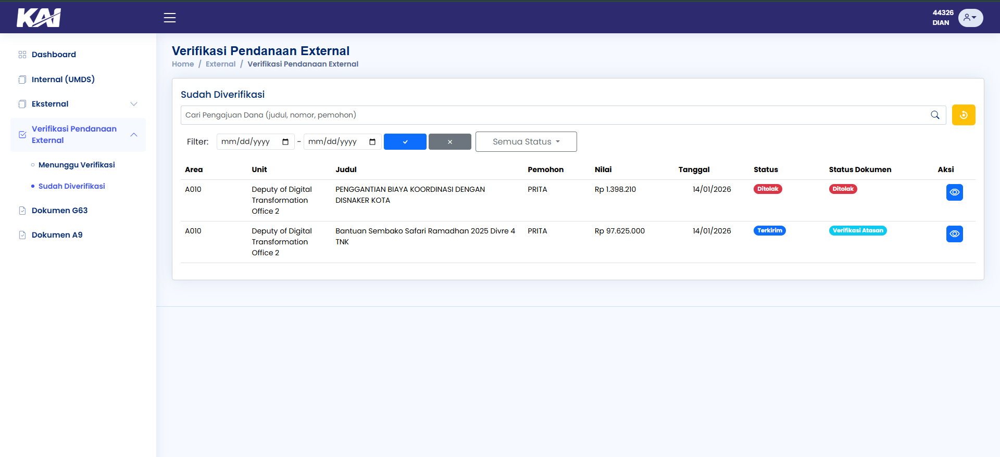 KAI
44326
DIAN
Dashboard
Internal (UMDS)
Eksternal
Verifikasi Pendanaan
External
Menunggu Verifikasi
Sudah Diverifikasi
Dokumen G63
Dokumen A9
Verifikasi Pendanaan External
Home / External / Verifikasi Pendanaan External
Sudah Diverifikasi
Cari Pengajuan Dana (judul, nomor, pemohon)
Filter: mm/dd/yyyy - mm/dd/yyyy Semua Status
Area Unit Judul Pemohon Nilai Tanggal Status Status Dokumen Aksi
A010 Deputy of Digital PENGGANTIAN BIAYA KOORDINASI DENGAN PRITA Rp 1.398.210 14/01/2026 Ditolak Ditolak
Transformation DISNAKER KOTA
Office 2
A010 Deputy of Digital Bantuan Sembako Safari Ramadhan 2025 Divre 4 PRITA Rp 97.625.000 14/01/2026 Terkirim Verifikasi Atasan
Transformation TNK
Office 2